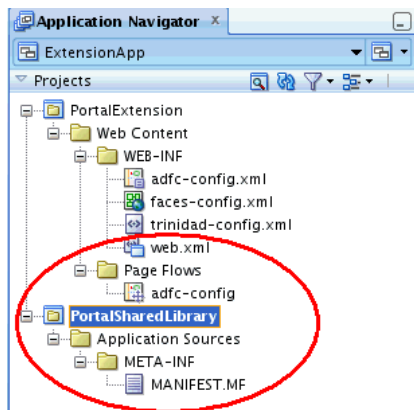 Application Navigator x
ExtensionApp
Projects
PortalExtension
Web Content
WEB-INF
adfc-config.xml
faces-config.xml
trinidad-config.xml
web.xml
Page Flows
adfc-config
PortalSharedLibrary
Application Sources
META-INF
MANIFEST.MF